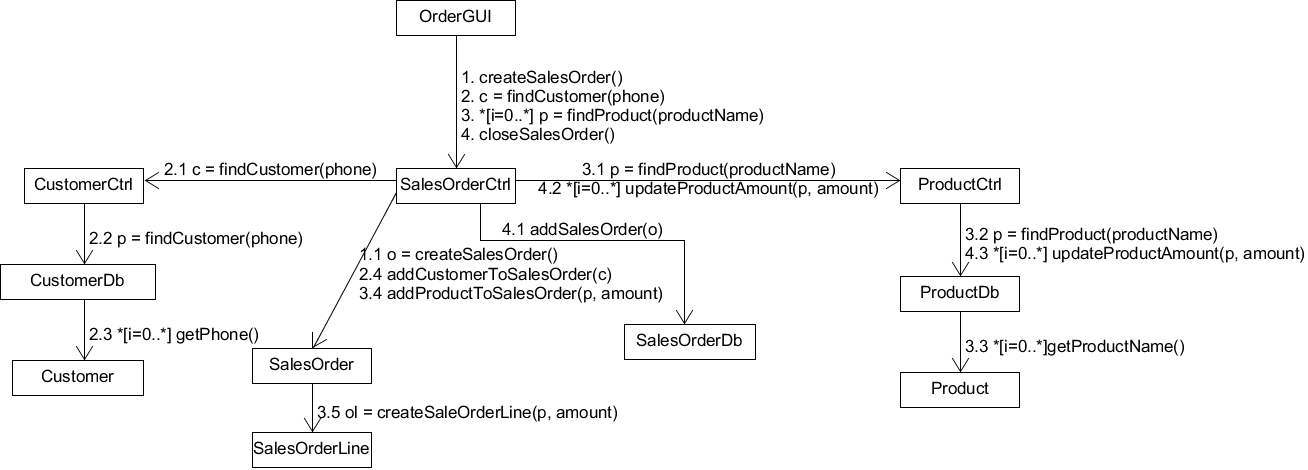 OrderGUI
1. createSalesOrder()
2. c = findCustomer(phone)
3. *[i=0..*] p = findProduct(productName)
4. closeSalesOrder()
2.1 c = findCustomer(phone)
3.1 p = findProduct(productName)
CustomerCtrl
SalesOrderCtrl
4.2 *[i=0..*] updateProductAmount(p, amount)
ProductCtrl
2.2 p = findCustomer(phone)
4.1 addSalesOrder(o)
3.2 p = findProduct(productName)
4.3 *[i=0..*] updateProductAmount(p, amount)
1.1 o = createSalesOrder()
2.4 addCustomerToSalesOrder(c)
3.4 addProductToSalesOrder(p, amount)
CustomerDb
ProductDb
2.3 *[i=0..*] getPhone()
SalesOrderDb
3.3 *[i=0..*]getProductName()
Customer
SalesOrder
Product
3.5 ol = createSaleOrderLine(p, amount)
SalesOrderLine